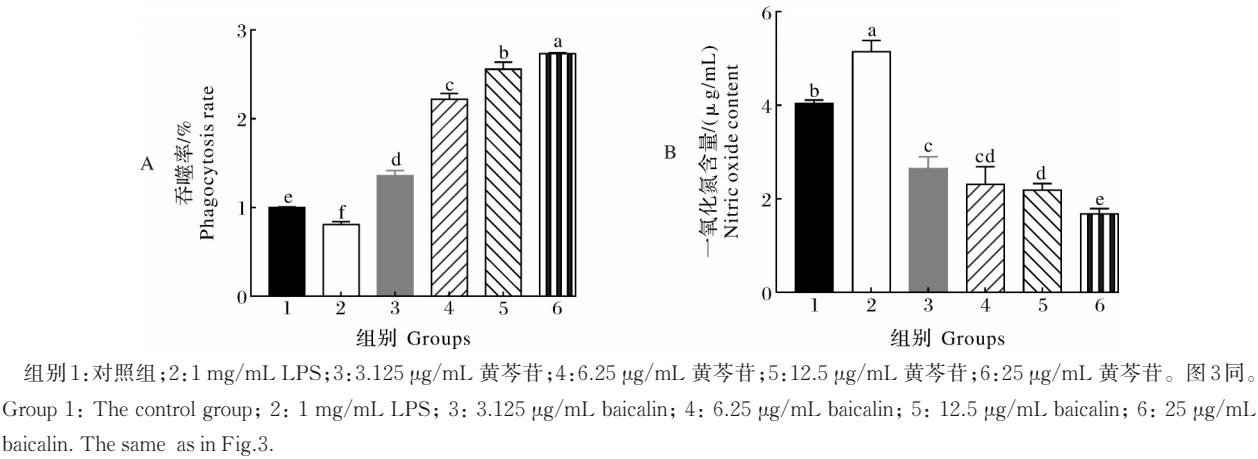 A
吞噬率/%
Phagocytosis rate
3
2
1
0
e
f
d
c
b
a
1 2 3 4 5 6
组别 Groups
B
一氧化氮含量/(μg/mL)
Nitric oxide content
6
4
2
0
b
a
c
cd
d
e
1 2 3 4 5 6
组别 Groups
组别1:对照组;2:1 mg/mL LPS;3:3.125 μg/mL 黄芩苷;4:6.25 μg/mL 黄芩苷;5:12.5 μg/mL 黄芩苷;6:25 μg/mL 黄芩苷。图3同。
Group 1: The control group; 2: 1 mg/mL LPS; 3: 3.125 μg/mL baicalin; 4: 6.25 μg/mL baicalin; 5: 12.5 μg/mL baicalin; 6: 25 μg/mL
baicalin. The same as in Fig.3.